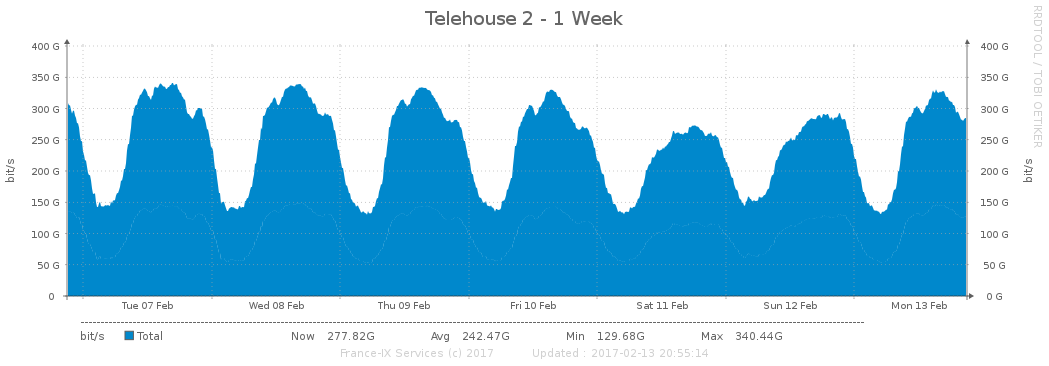 Telehouse 2 - 1 Week
RRDTOOL / TOBI OETIKER
400 G 400 G
350 G 350 G
300 G 300 G
250 G 250 G
200 G 200 G
150 G 150 G
100 G 100 G
50 G 50 G
0 0 G
bit/s bit/s
Tue 07 Feb Wed 08 Feb Thu 09 Feb Fri 10 Feb Sat 11 Feb Sun 12 Feb Mon 13 Feb
bit/s Total Now 277.82G Avg 242.47G Min 129.68G Max 340.44G
France-IX Services (c) 2017 Updated : 2017-02-13 20:55:14